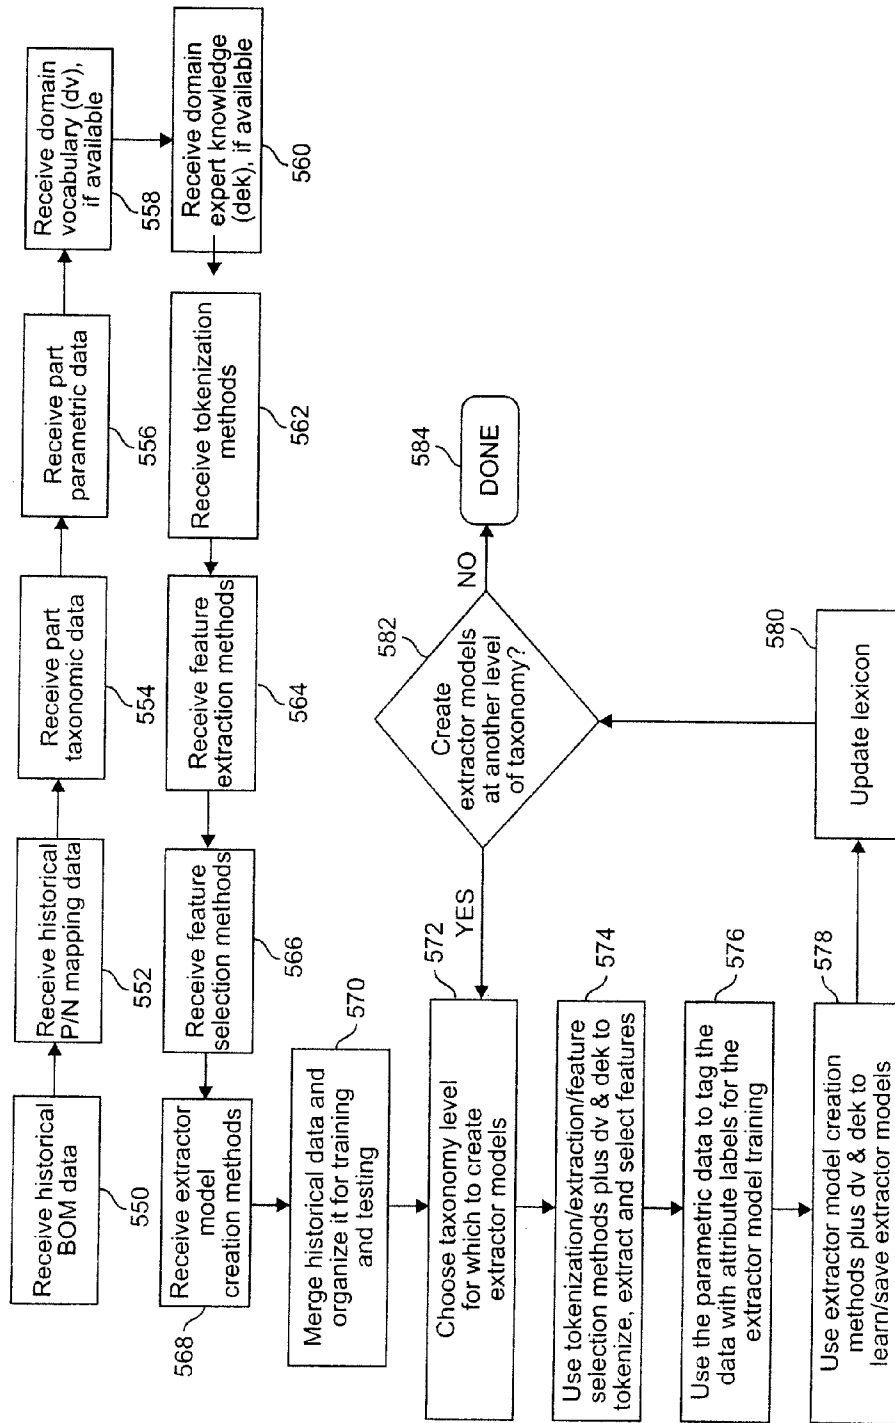 Receive historical
BOM data
550
Receive historical
P/N mapping data
552
Receive part
taxonomic data
554
Receive part
parametric data
556
Receive domain
vocabulary (dv),
if available
558
Receive domain
expert knowledge
(dek), if available
560
Receive tokenization
methods
562
Receive feature
extraction methods
564
Receive feature
selection methods
566
Receive extractor
model
creation methods
568
Merge historical data and
organize it for training
and testing
570
Choose taxonomy level
for which to create
extractor models
572
Use tokenization/extraction/feature
selection methods plus dv & dek to
tokenize, extract and select features
574
Use the parametric data to tag the
data with attribute labels for the
extractor model training
576
Use extractor model creation
methods plus dv & dek to
learn/save extractor models
578
Update lexicon
580
Create
extractor models
at another level
of taxonomy?
582
YES
NO
DONE
584